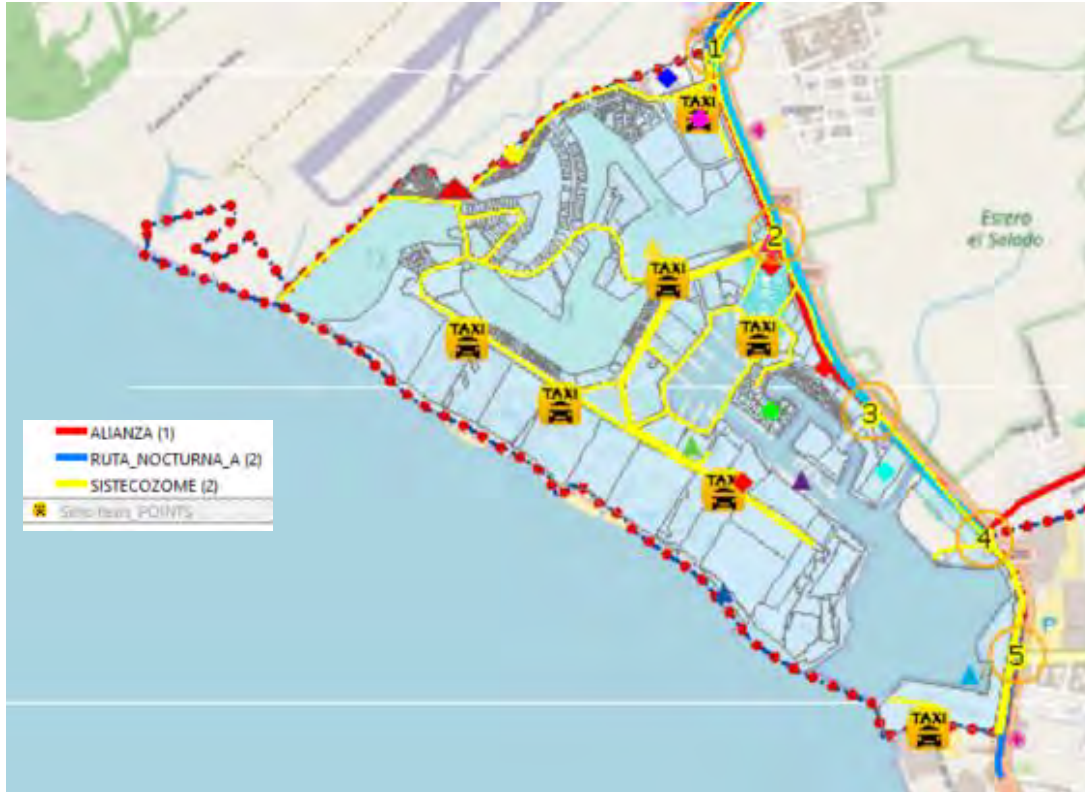 1
TAXI
2
Estero
el Salado
TAXI
TAXI
TAXI
TAXI
3
TAXI
4
P
5
TAXI
ALIANZA (1)
RUTA_NOCTURNA_A (2)
SISTECOZOME (2)